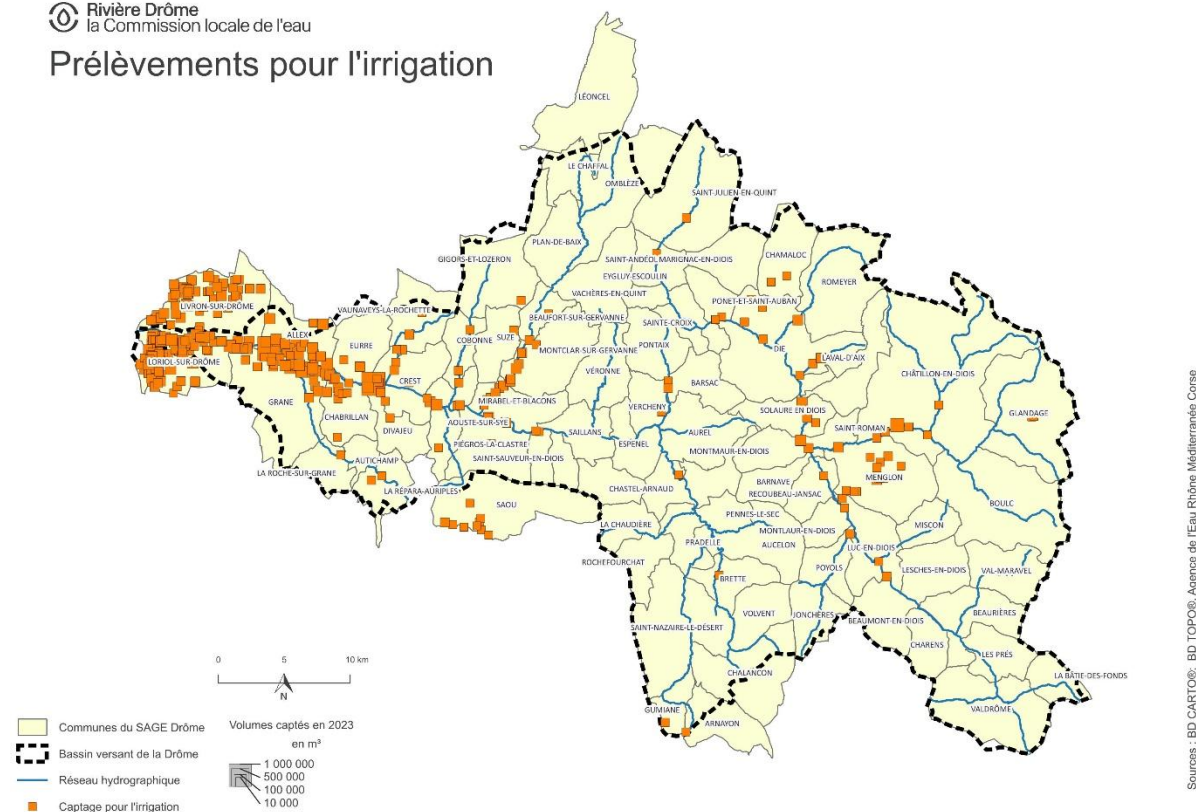 Rivière Drôme
la Commission locale de l'eau
Prélèvements pour l'irrigation
LÉONCEL
LE CHAFFAL
OMBLÈZE
SAINT-JULIEN-EN-QUINT
PLAN-DE-BAIX
GIGORS-ET-LOZERON
SAINT-ANDÉOL
MARIGNAC-EN-DIOIS
CHAMALOC
EYGLUY-ESCOULIN
ROMEYER
VACHÈRES-EN-QUINT
PONET-ET-SAINT-AUBAN
LIVRON-SUR-DRÔME
VAUNAVEYS-LA-ROCHETTE
BEAUFORT-SUR-GERVANNE
SAINTE-CROIX
ALLEX
EURRE
COBONNE
SUZE
PONTAIX
DIE
MONTCLAR-SUR-GERVANNE
LAVAL-D'AIX
LORIOL-SUR-DRÔME
VÉRONNE
CHÂTILLON-EN-DIOIS
CREST
BARSAC
GRANE
MIRABEL-ET-BLACONS
VERCHENY
SOLAURE EN DIOIS
GLANDAGE
CHABRILLAN
AOUSTE-SUR-SYE
SAINT-ROMAN
DIVAJEU
SAILLANS
AUREL
PIÉGROS-LA-CLASTRE
ESPENEL
MONTMAUR-EN-DIOIS
AUTICHAMP
SAINT-SAUVEUR-EN-DIOIS
LA ROCHE-SUR-GRANE
MENGLON
BARNAVE
LA RÉPARA-AURIPLES
CHASTEL-ARNAUD
RECOUBEAU-JANSAC
SAOU
BOULC
PENNES-LE-SEC
LA CHAUDIÈRE
MISCON
MONTLAUR-EN-DIOIS
PRADELLE
AUCELON
LUC-EN-DIOIS
ROCHEFOURCHAT
POYOLS
LESCHES-EN-DIOIS
VAL-MARAVEL
BRETTE
VOLVENT
JONCHÈRES
BEAURIÈRES
BEAUMONT-EN-DIOIS
SAINT-NAZAIRE-LE-DÉSERT
CHARENS
LES PRÉS
CHALANCON
LA BÂTIE-DES-FONDS
GUMIANE
VALDRÔME
ARNAYON
0 5 10 km
N
Communes du SAGE Drôme
Bassin versant de la Drôme
Réseau hydrographique
Captage pour l'irrigation
Volumes captés en 2023
en m³
1 000 000
500 000
100 000
10 000
Sources : BD CARTO®; BD TOPO®, Agence de l'Eau Rhône Méditerranée Corse